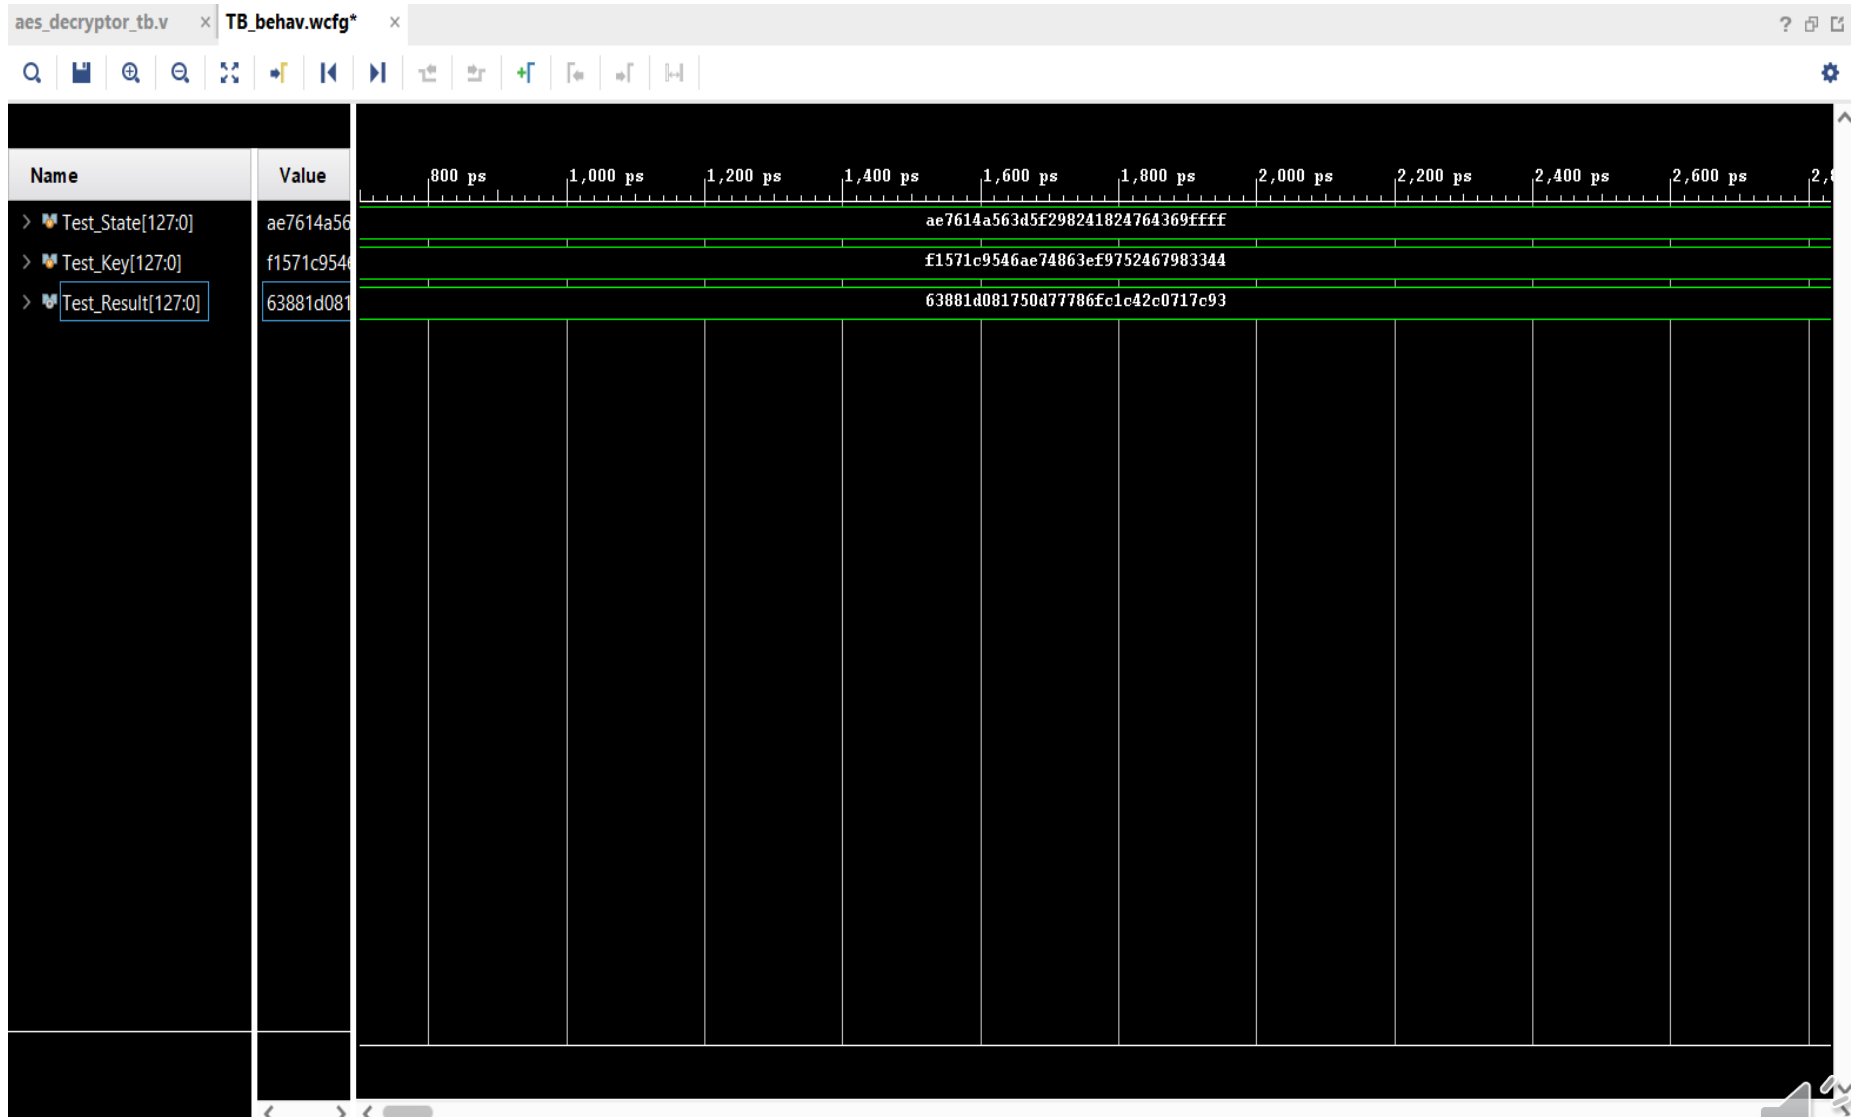 aes_decryptor_tb.v × TB_behav.wcfg* ×
?
Name Value 800 ps 1,000 ps 1,200 ps 1,400 ps 1,600 ps 1,800 ps 2,000 ps 2,200 ps 2,400 ps 2,600 ps 2,8
Test_State[127:0] ae7614a56 ae7614a563d5f298241824764369ffff
Test_Key[127:0] f1571c954 f1571c9546ae74863ef9752467983344
Test_Result[127:0] 63881d081 63881d081750d77786fc1c42c0717c93